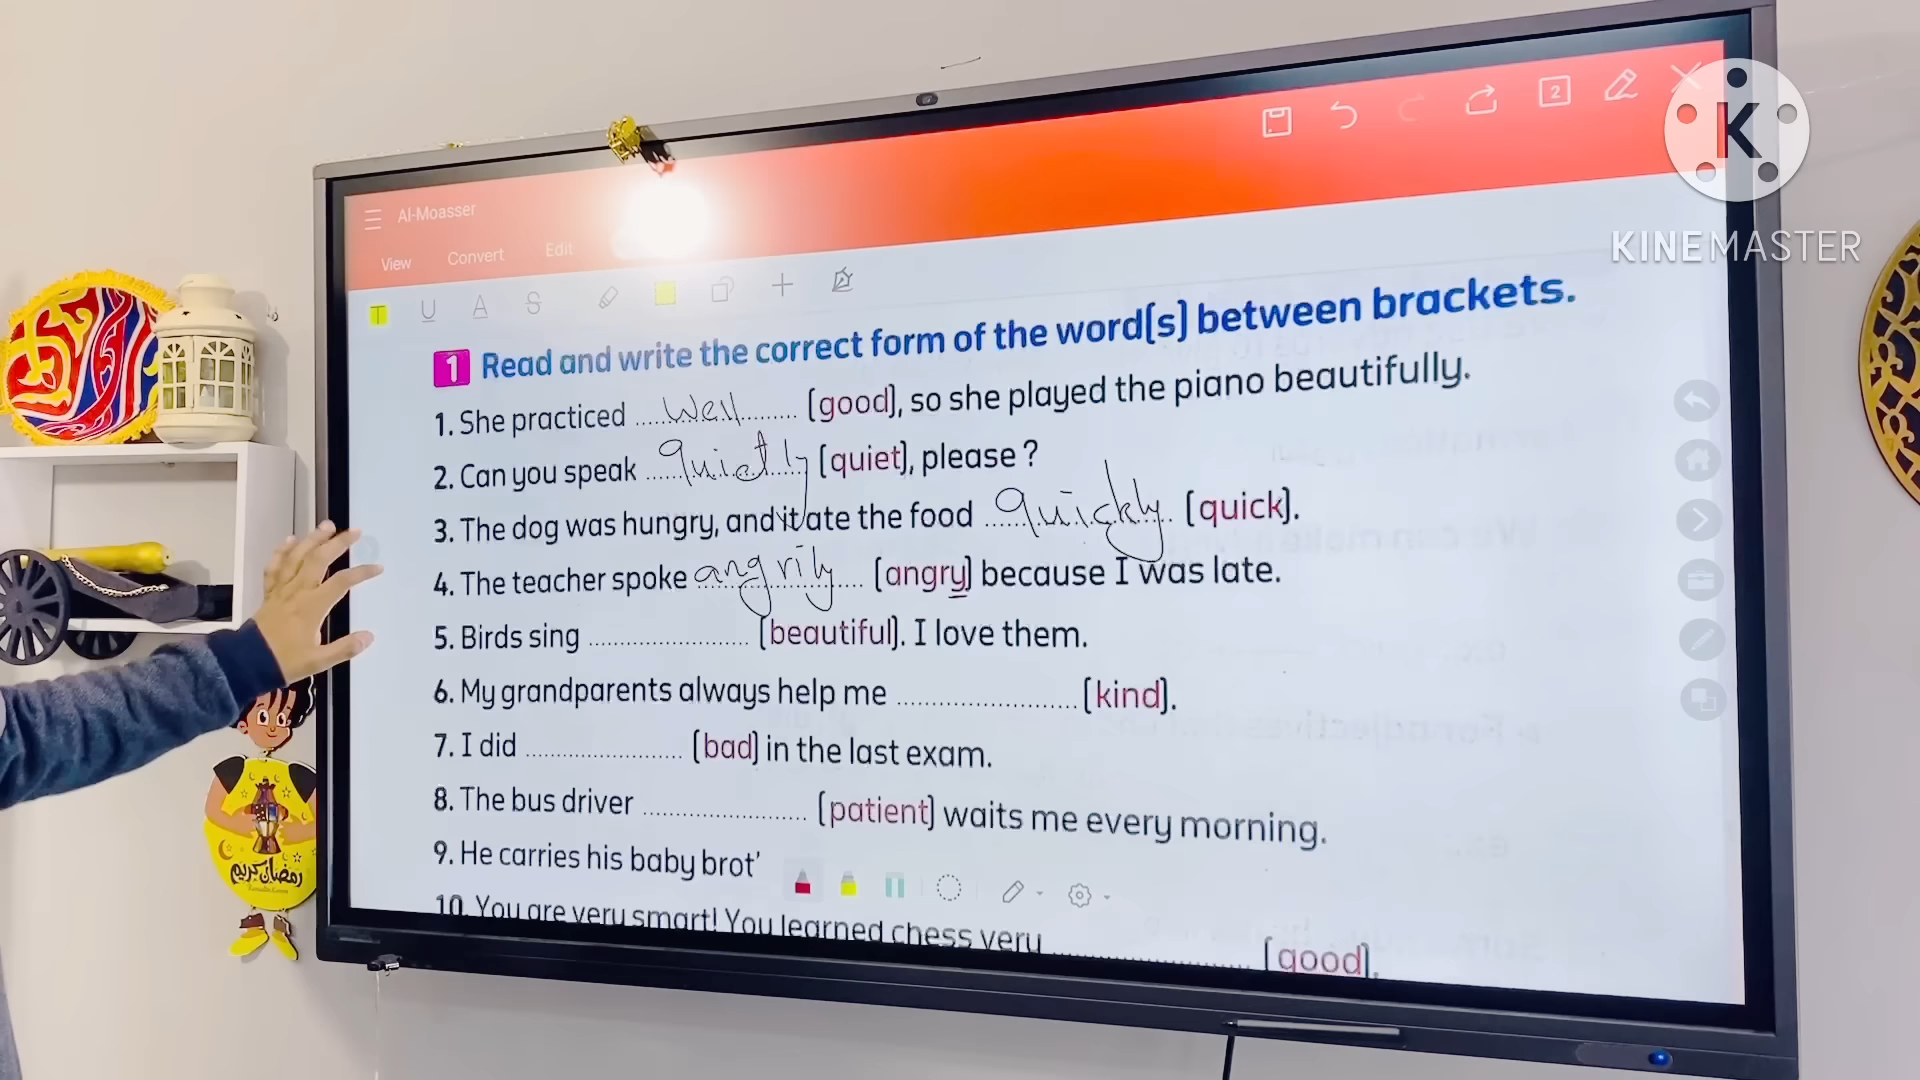 K
KINEMASTER
2
Al-Moasser
View Convert Edit
T U A S
1 Read and write the correct form of the word(s) between brackets.
1. She practiced ....well........ (good), so she played the piano beautifully.
2. Can you speak ....quietly.... (quiet), please ?
3. The dog was hungry, and it ate the food ....quickly.... (quick).
4. The teacher spoke ....angrily.... (angry) because I was late.
5. Birds sing ........................ (beautiful). I love them.
6. My grandparents always help me ........................ (kind).
7. I did ........................ (bad) in the last exam.
8. The bus driver ........................ (patient) waits me every morning.
9. He carries his baby brot'
10. You are very smart! You learned chess very ........................ (good).
رمضان كريم